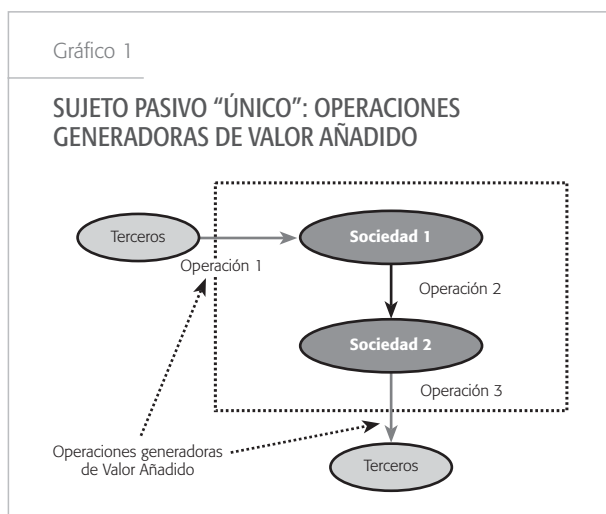 Gráfico 1
SUJETO PASIVO “ÚNICO”: OPERACIONES
GENERADORAS DE VALOR AÑADIDO
Terceros
Sociedad 1
Operación 1
Operación 2
Sociedad 2
Operación 3
Operaciones generadoras
de Valor Añadido
Terceros